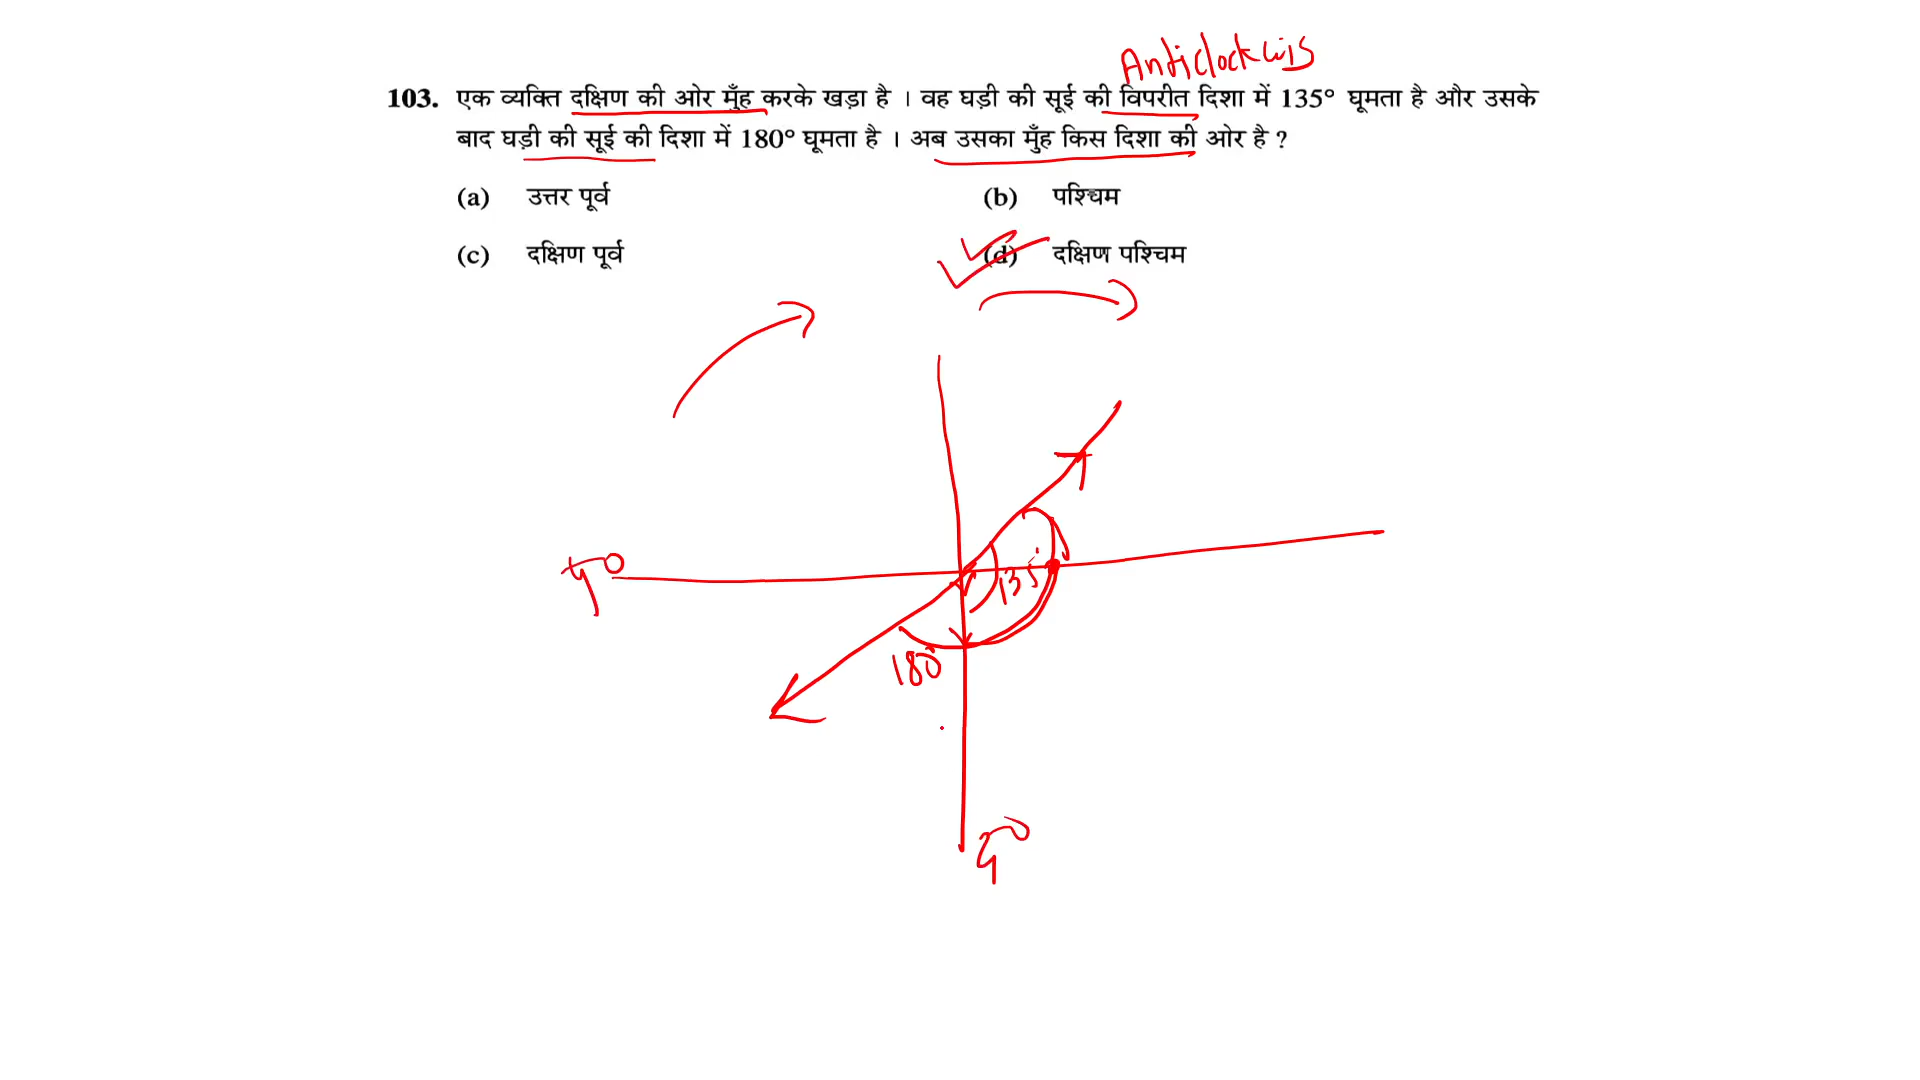 Anticlockwis
103. एक व्यक्ति दक्षिण की ओर मुँह करके खड़ा है । वह घड़ी की सूई की विपरीत दिशा में 135° घूमता है और उसके
बाद घड़ी की सूई की दिशा में 180° घूमता है । अब उसका मुँह किस दिशा की ओर है ?
(a) उत्तर पूर्व (b) पश्चिम
(c) दक्षिण पूर्व (d) दक्षिण पश्चिम
135°
180°